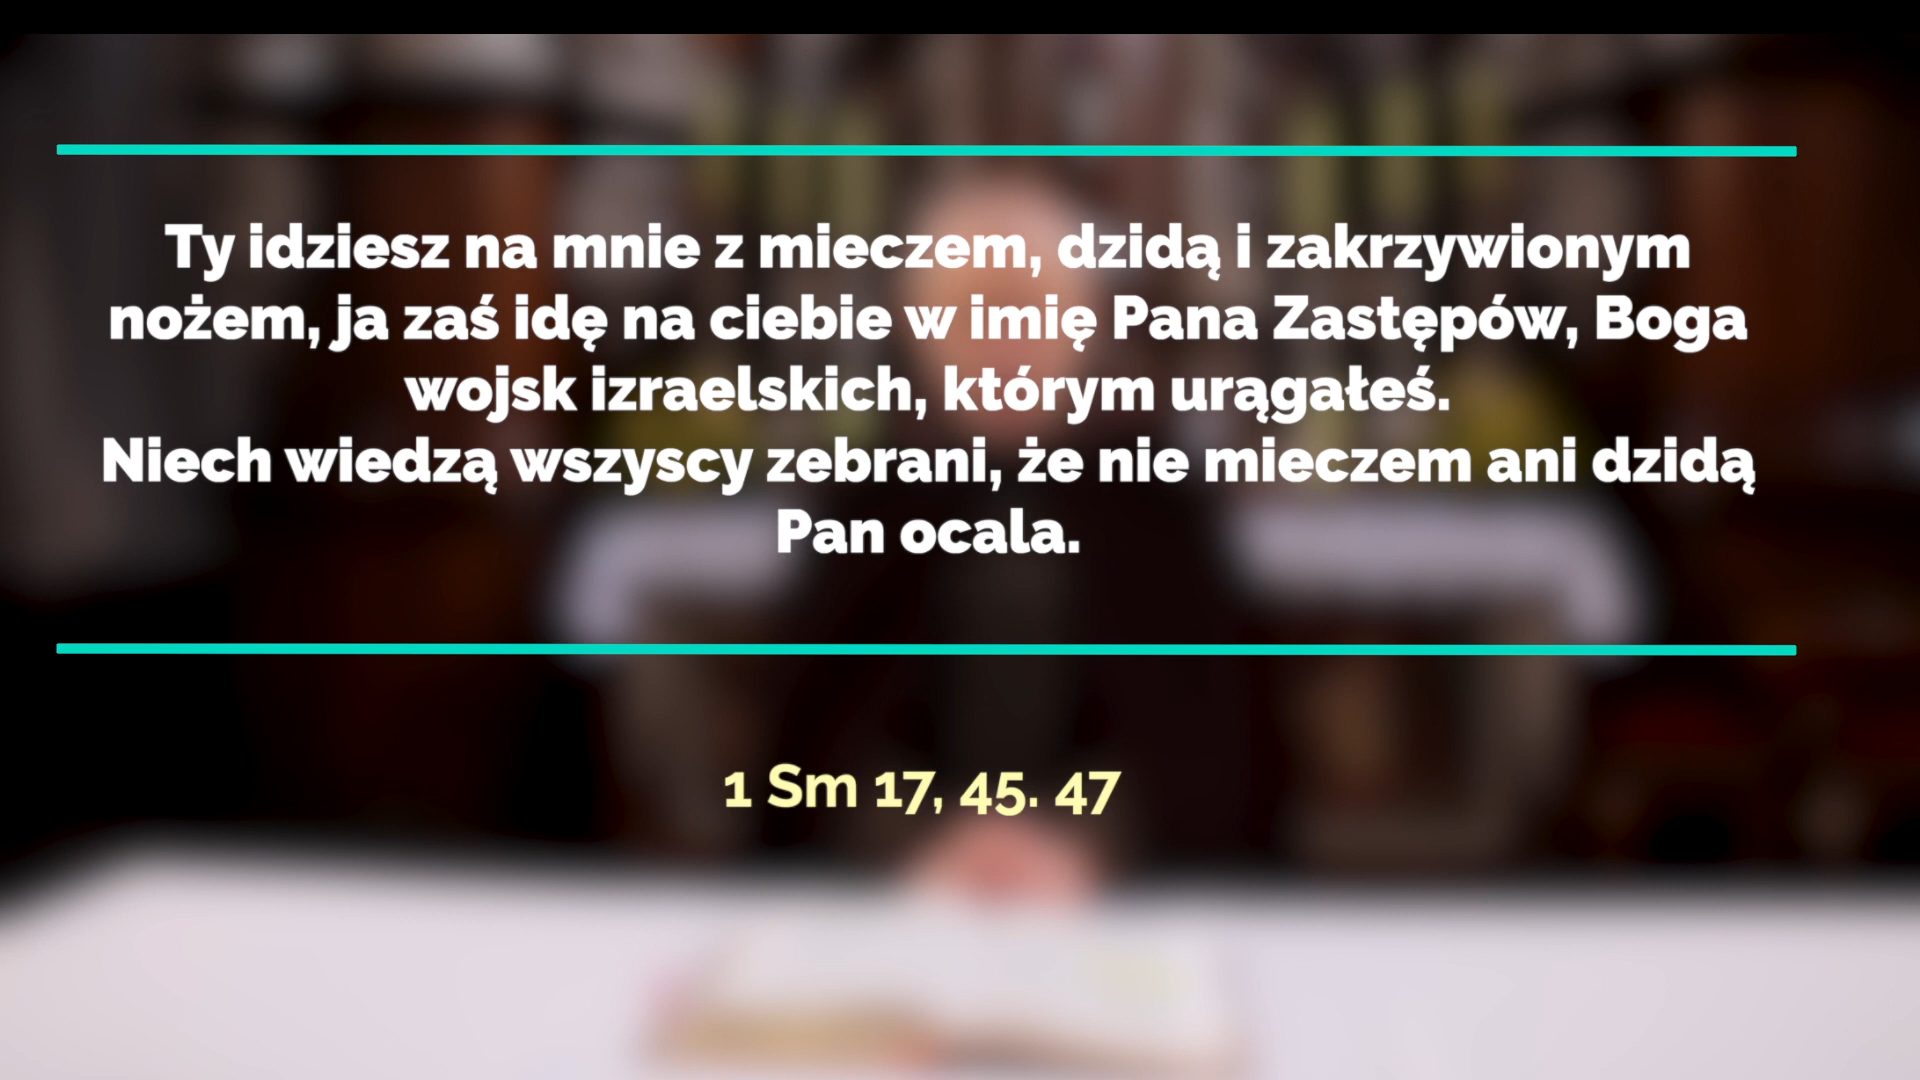 Ty idziesz na mnie z mieczem, dzidą i zakrzywionym
nożem, ja zaś idę na ciebie w imię Pana Zastępów, Boga
wojsk izraelskich, którym urągałeś.
Niech wiedzą wszyscy zebrani, że nie mieczem ani dzidą
Pan ocala.
1 Sm 17, 45. 47